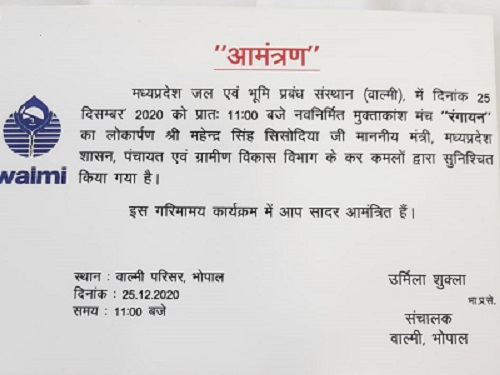 "आमंत्रण"
मध्यप्रदेश जल एवं भूमि प्रबंध संस्थान (वाल्मी), में दिनांक 25
दिसम्बर 2020 को प्रातः 11:00 बजे नवनिर्मित मुक्ताकांश मंच "रंगायन"
का लोकार्पण श्री महेन्द्र सिंह सिसोदिया जी माननीय मंत्री, मध्यप्रदेश
शासन, पंचायत एवं ग्रामीण विकास विभाग के कर कमलों द्वारा सुनिश्चित
किया गया है।
walmi
इस गरिमामय कार्यक्रम में आप सादर आमंत्रित हैं।
स्थान : वाल्मी परिसर, भोपाल
दिनांक : 25.12.2020
समय : 11:00 बजे
उर्मिला शुक्ला
भा.प्र.से.
संचालक
वाल्मी, भोपाल